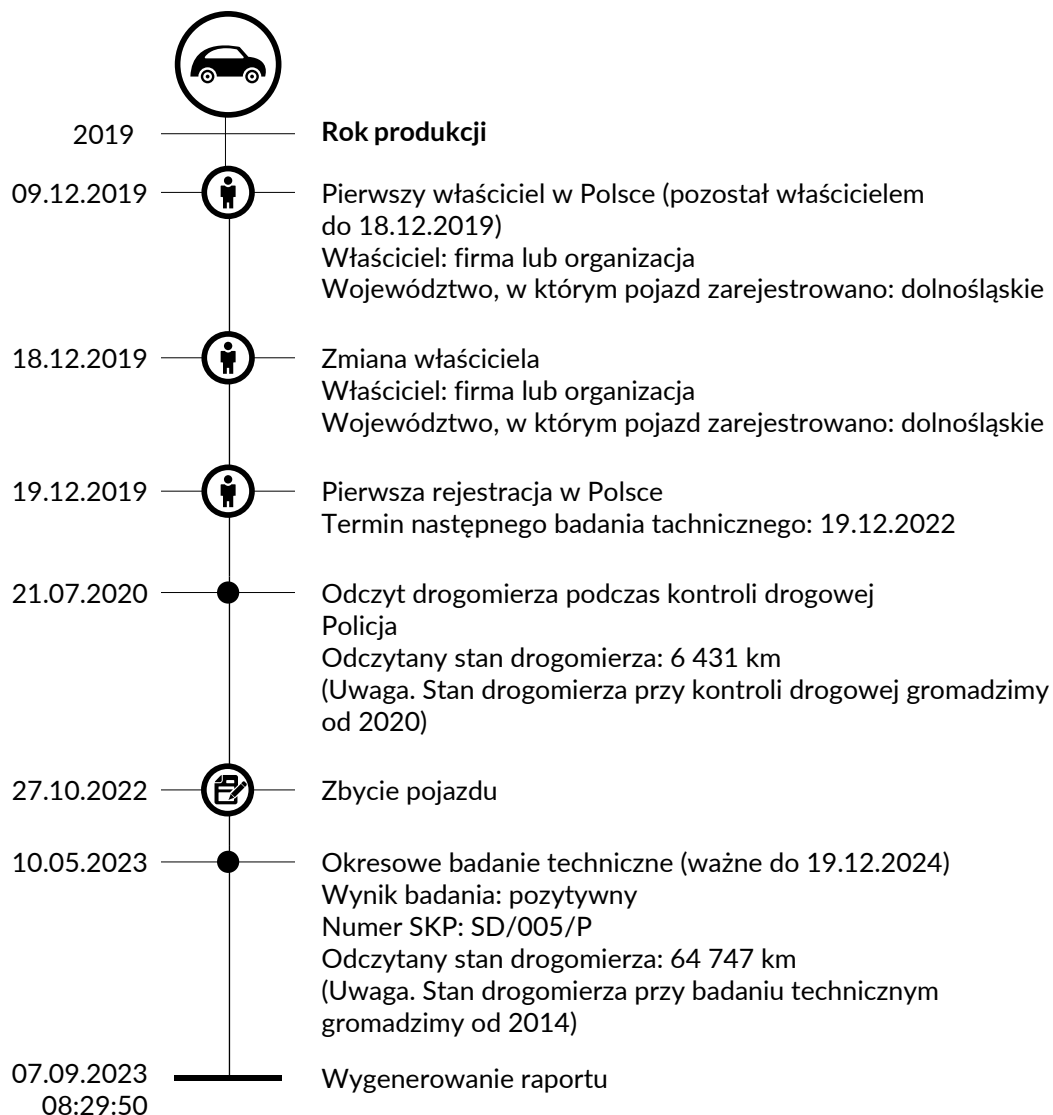 2019
Rok produkcji
09.12.2019
Pierwszy właściciel w Polsce (pozostał właścicielem
do 18.12.2019)
Właściciel: firma lub organizacja
Województwo, w którym pojazd zarejestrowano: dolnośląskie
18.12.2019
Zmiana właściciela
Właściciel: firma lub organizacja
Województwo, w którym pojazd zarejestrowano: dolnośląskie
19.12.2019
Pierwsza rejestracja w Polsce
Termin następnego badania tachnicznego: 19.12.2022
21.07.2020
Odczyt drogomierza podczas kontroli drogowej
Policja
Odczytany stan drogomierza: 6 431 km
(Uwaga. Stan drogomierza przy kontroli drogowej gromadzimy
od 2020)
27.10.2022
Zbycie pojazdu
10.05.2023
Okresowe badanie techniczne (ważne do 19.12.2024)
Wynik badania: pozytywny
Numer SKP: SD/005/P
Odczytany stan drogomierza: 64 747 km
(Uwaga. Stan drogomierza przy badaniu technicznym
gromadzimy od 2014)
07.09.2023
08:29:50
Wygenerowanie raportu